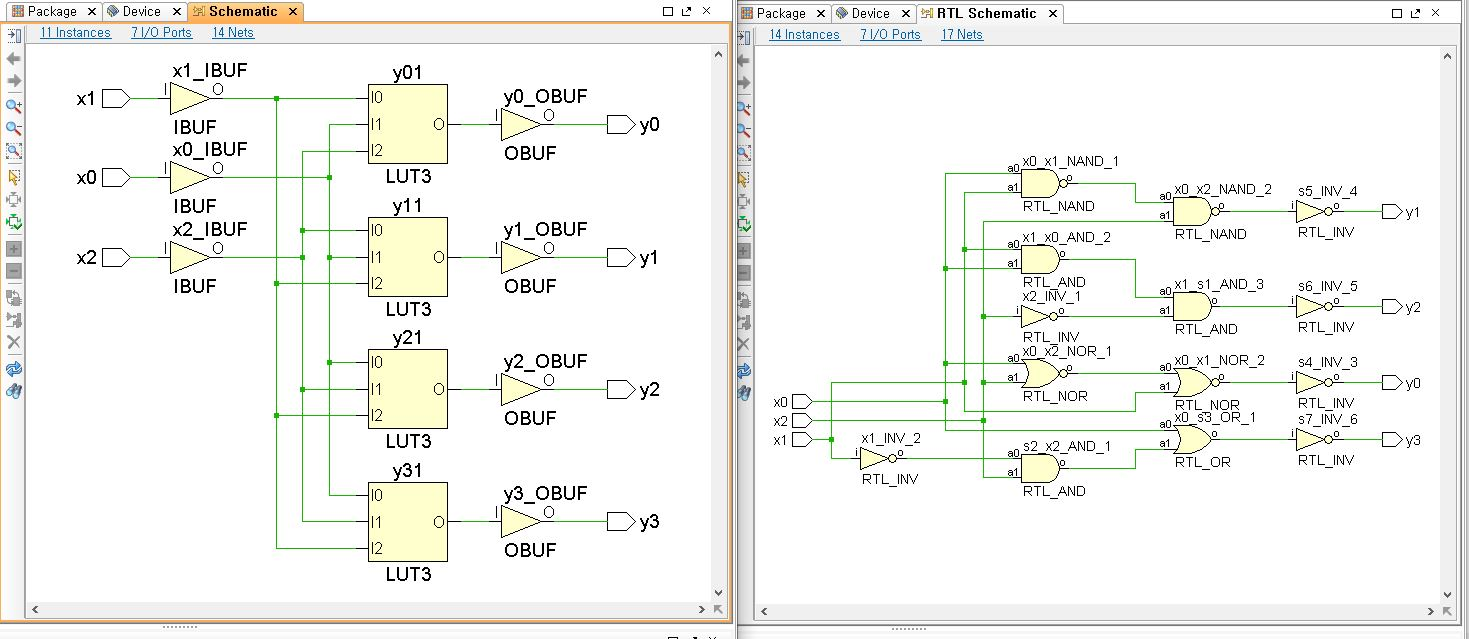 Package × Device × Schematic ×
11 Instances 7 I/O Ports 14 Nets
x1_IBUF
x1
I
O
IBUF
x0_IBUF
x0
I
O
IBUF
x2_IBUF
x2
I
O
IBUF
y01
I0
I1
I2
O
LUT3
y0_OBUF
I
O
OBUF
y0
y11
I0
I1
I2
O
LUT3
y1_OBUF
I
O
OBUF
y1
y21
I0
I1
I2
O
LUT3
y2_OBUF
I
O
OBUF
y2
y31
I0
I1
I2
O
LUT3
y3_OBUF
I
O
OBUF
y3
Package × Device × RTL Schematic ×
14 Instances 7 I/O Ports 17 Nets
x0_x1_NAND_1
a0
a1
o
RTL_NAND
x0_x2_NAND_2
a0
a1
o
RTL_NAND
s5_INV_4
i
o
RTL_INV
y1
x1_x0_AND_2
a0
a1
o
RTL_AND
x2_INV_1
i
o
RTL_INV
x1_s1_AND_3
a0
a1
o
RTL_AND
s6_INV_5
i
o
RTL_INV
y2
x0_x2_NOR_1
a0
a1
o
RTL_NOR
x0_x1_NOR_2
a0
a1
o
RTL_NOR
s4_INV_3
i
o
RTL_INV
y0
x0
x2
x1
x1_INV_2
i
o
RTL_INV
s2_x2_AND_1
a0
a1
o
RTL_AND
x0_s3_OR_1
a0
a1
o
RTL_OR
s7_INV_6
i
o
RTL_INV
y3